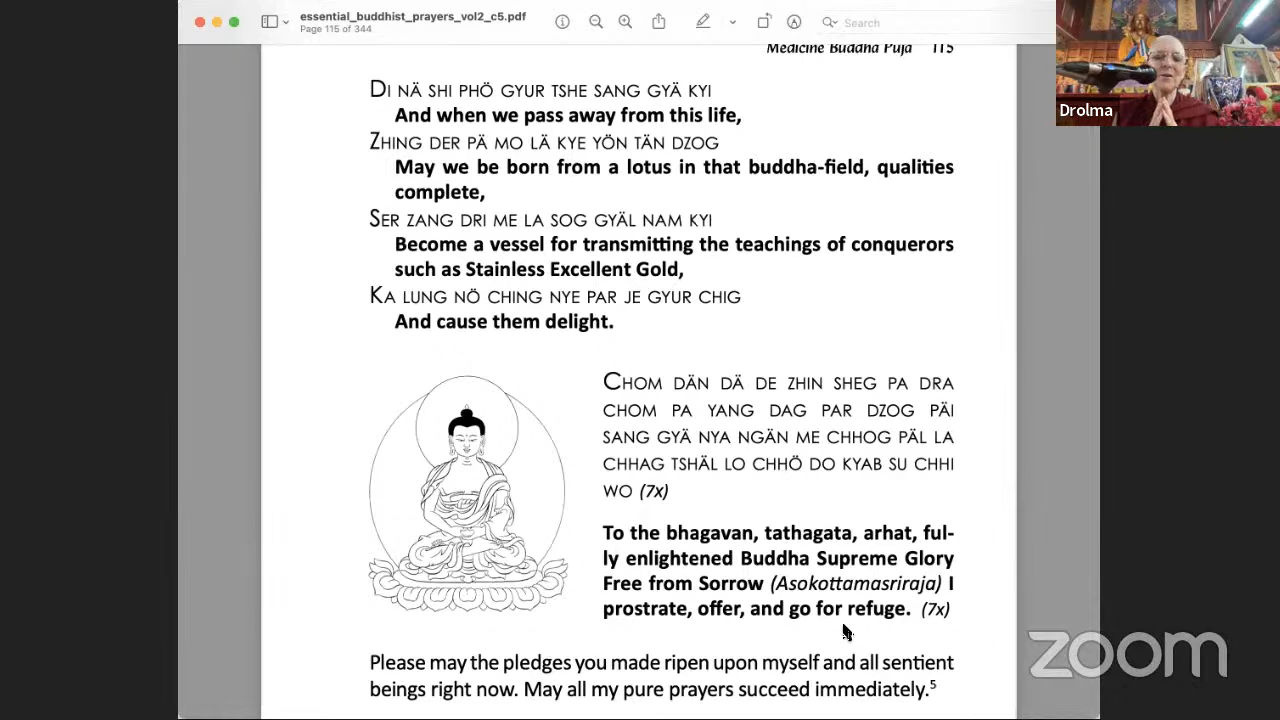 essential_buddhist_prayers_vol2_c5.pdf
Page 115 of 344
Search
Medicine Buddha Puja 115
Drolma
DI NÄ SHI PHÖ GYUR TSHE SANG GYÄ KYI
And when we pass away from this life,
ZHING DER PÄ MO LÄ KYE YÖN TÄN DZOG
May we be born from a lotus in that buddha-field, qualities
complete,
SER ZANG DRI ME LA SOG GYÄL NAM KYI
Become a vessel for transmitting the teachings of conquerors
such as Stainless Excellent Gold,
KA LUNG NÖ CHING NYE PAR JE GYUR CHIG
And cause them delight.
CHOM DÄN DÄ DE ZHIN SHEG PA DRA
CHOM PA YANG DAG PAR DZOG PÄI
SANG GYÄ NYA NGÄN ME CHHOG PÄL LA
CHHAG TSHÄL LO CHHÖ DO KYAB SU CHHI
WO (7x)
To the bhagavan, tathagata, arhat, ful-
ly enlightened Buddha Supreme Glory
Free from Sorrow (Asokottamasriraja) I
prostrate, offer, and go for refuge. (7x)
Please may the pledges you made ripen upon myself and all sentient
beings right now. May all my pure prayers succeed immediately.5
zoom